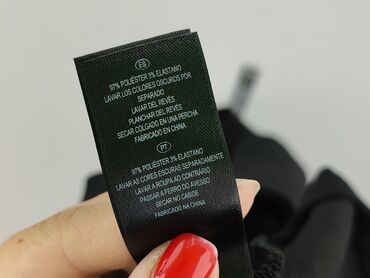 ES
97% POLIÉSTER 3% ELASTANO
LAVAR LOS COLORES OSCUROS POR
SEPARADO
LAVAR DEL REVÉS
PLANCHAR DEL REVÉS
SECAR COLGADO EN UNA PERCHA
FABRICADO EN CHINA
PT
97% POLIÉSTER 3% ELASTANO
LAVAR AS CORES ESCURAS SEPARADAMENTE
LAVAR A ROUPA AO CONTRÁRIO
PASSAR A FERRO DO AVESSO
SECAR NO CABIDE
FABRICADO NA CHINA